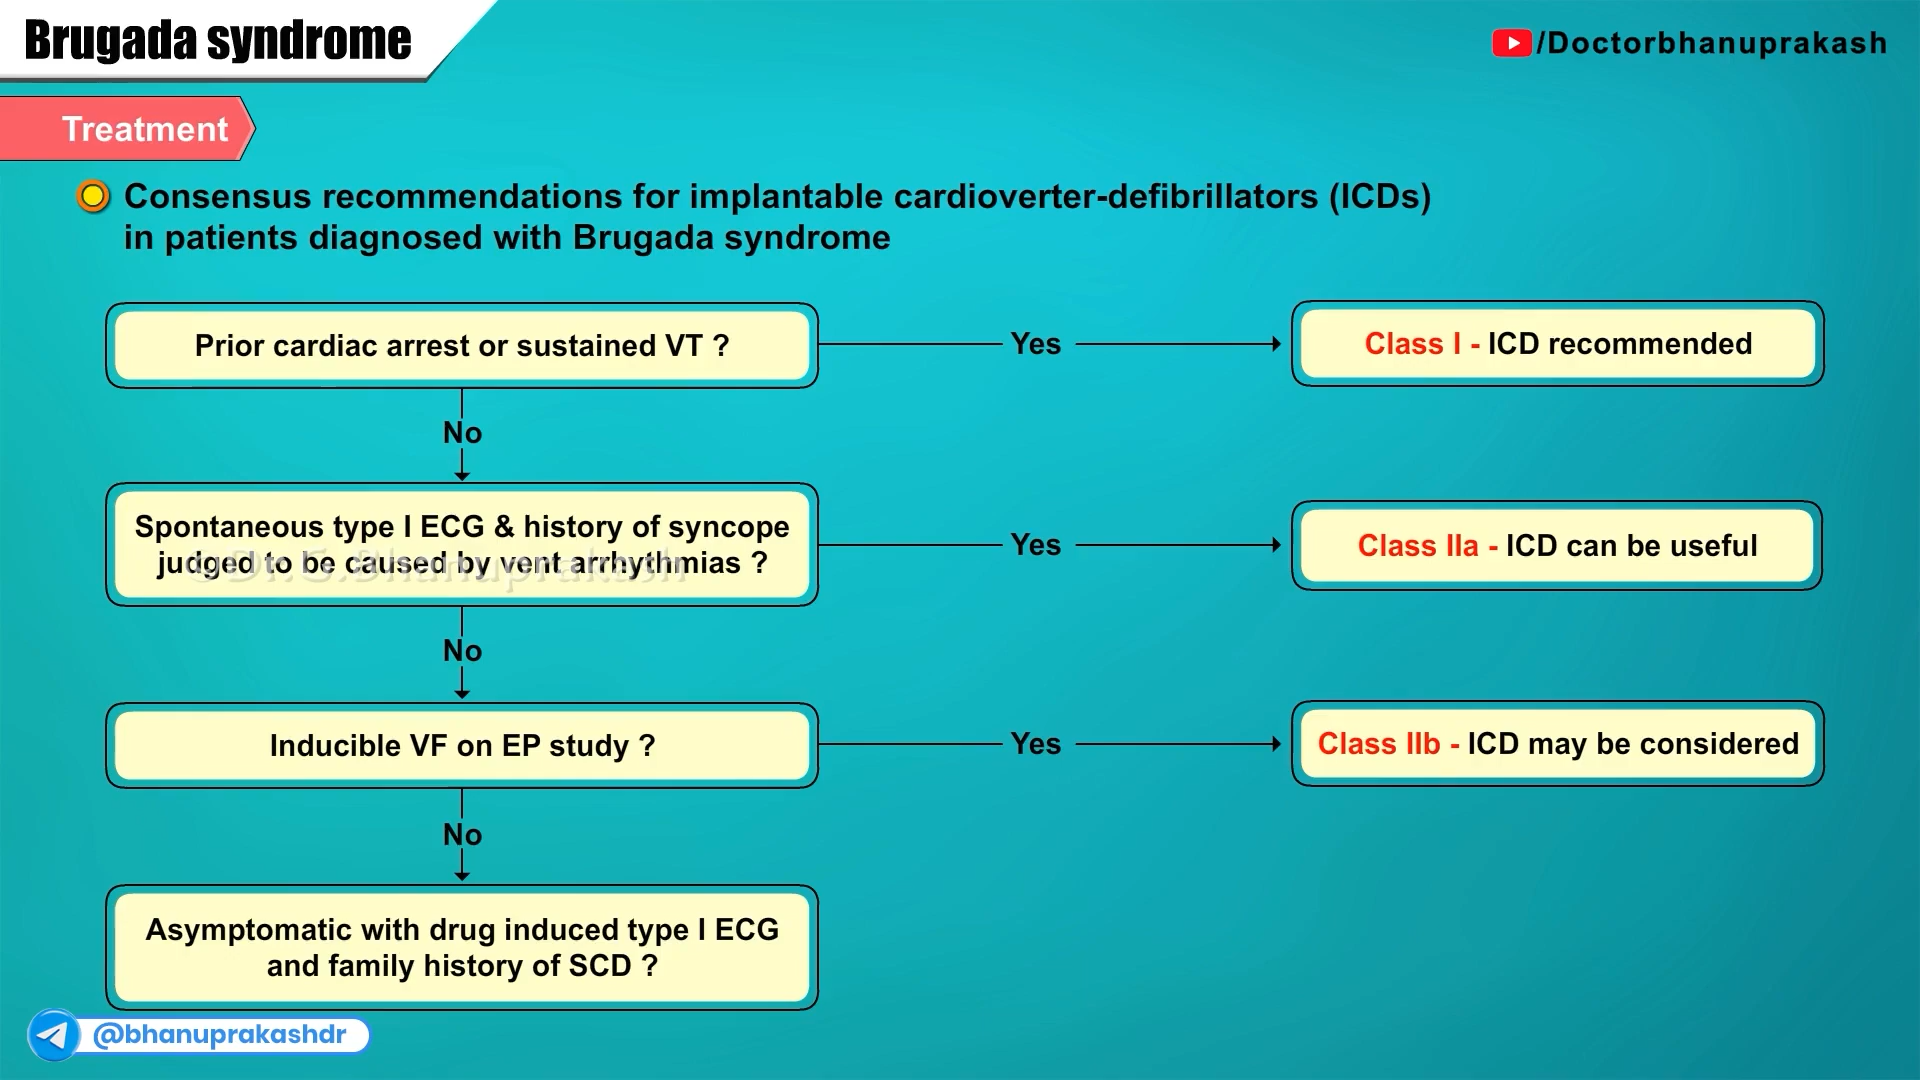 Brugada syndrome
/Doctorbhanuprakash
Treatment
Consensus recommendations for implantable cardioverter-defibrillators (ICDs)
in patients diagnosed with Brugada syndrome
Prior cardiac arrest or sustained VT ?
Yes
Class I - ICD recommended
No
Spontaneous type I ECG & history of syncope
judged to be caused by vent arrhythmias ?
©Dr.G.Bhanuprakash
Yes
Class IIa - ICD can be useful
No
Inducible VF on EP study ?
Yes
Class IIb - ICD may be considered
No
Asymptomatic with drug induced type I ECG
and family history of SCD ?
@bhanuprakashdr